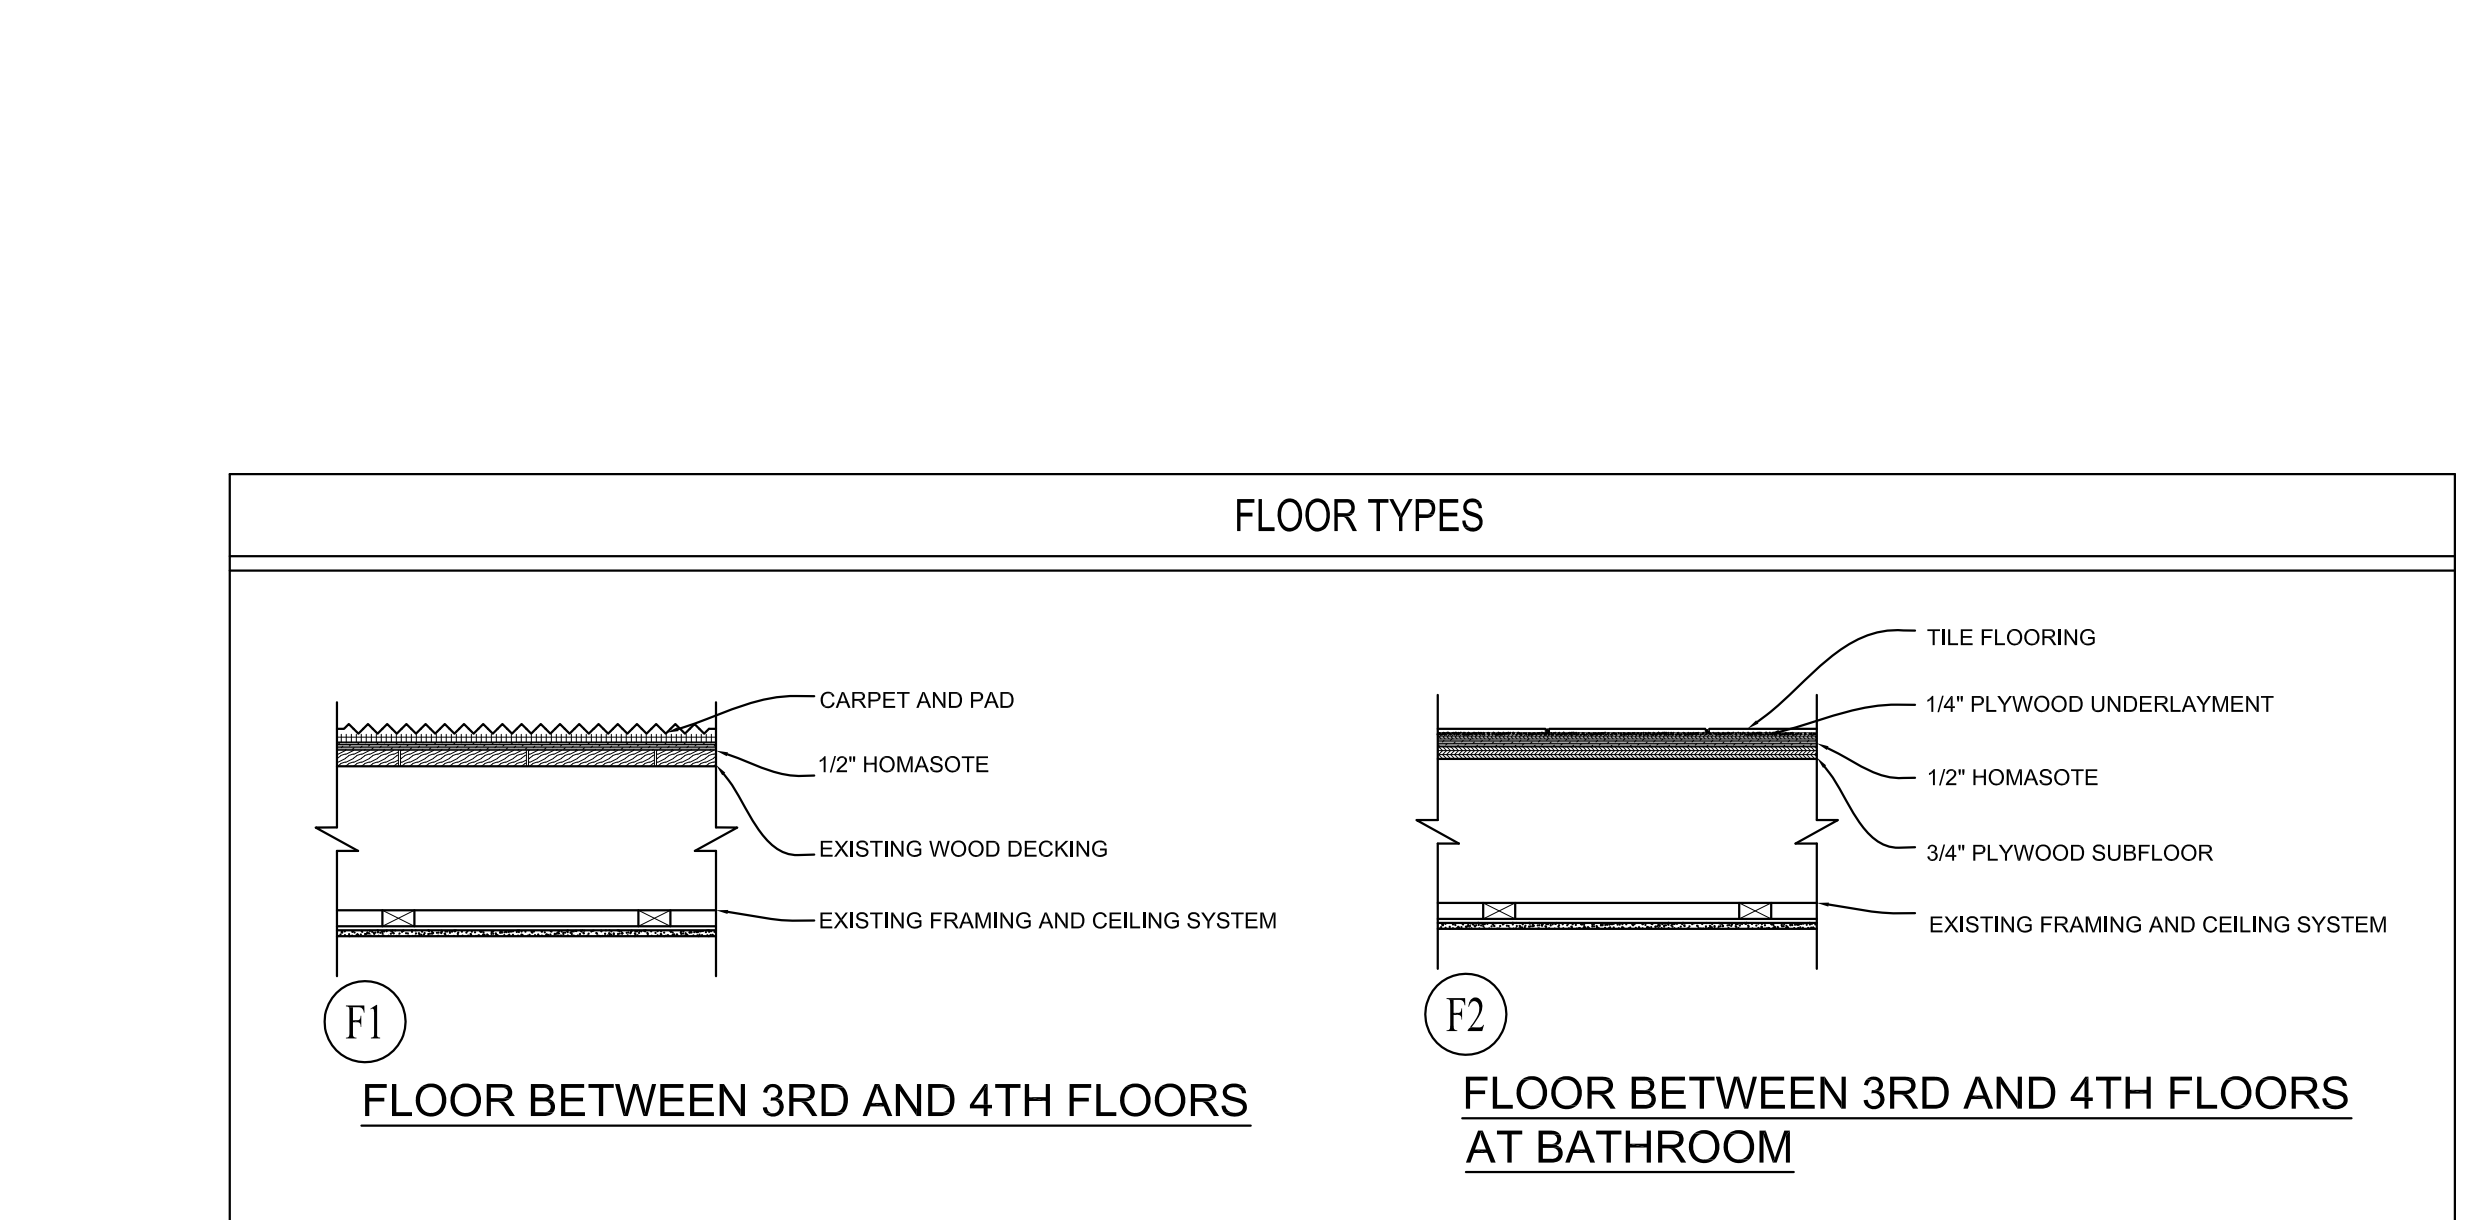 FLOOR TYPES
CARPET AND PAD
1/2" HOMASOTE
EXISTING WOOD DECKING
EXISTING FRAMING AND CEILING SYSTEM
F1
FLOOR BETWEEN 3RD AND 4TH FLOORS
TILE FLOORING
1/4" PLYWOOD UNDERLAYMENT
1/2" HOMASOTE
3/4" PLYWOOD SUBFLOOR
EXISTING FRAMING AND CEILING SYSTEM
F2
FLOOR BETWEEN 3RD AND 4TH FLOORS
AT BATHROOM